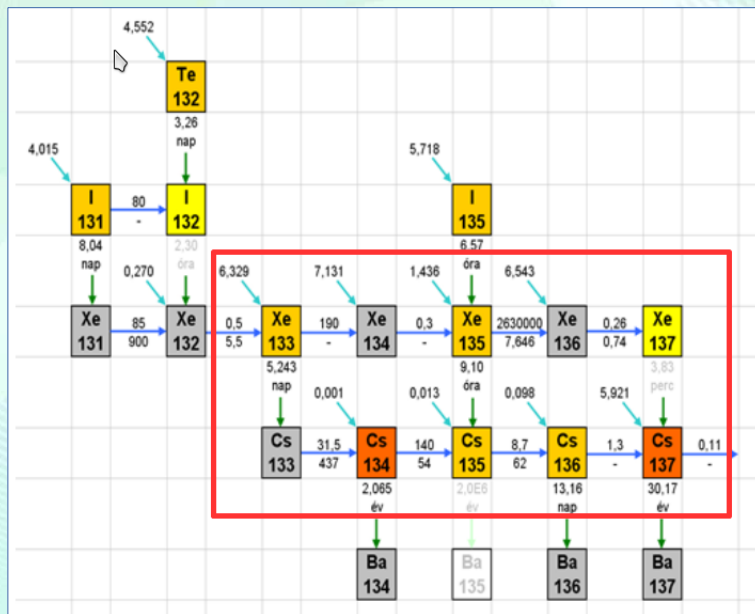 4,552
Te
132
3,26
nap
4,015
5,718
I
131
80
-
I
132
I
135
8,04
nap
2,30
óra
6,57
óra
0,270
6,329
7,131
1,436
6,543
Xe
131
85
900
Xe
132
0,5
5,5
Xe
133
190
-
Xe
134
0,3
-
Xe
135
2630000
7,646
Xe
136
0,26
0,74
Xe
137
5,243
nap
9,10
óra
3,83
perc
0,001
0,013
0,098
5,921
Cs
133
31,5
437
Cs
134
140
54
Cs
135
8,7
62
Cs
136
1,3
-
Cs
137
0,11
-
2,065
év
2,0E6
év
13,16
nap
30,17
év
Ba
134
Ba
135
Ba
136
Ba
137